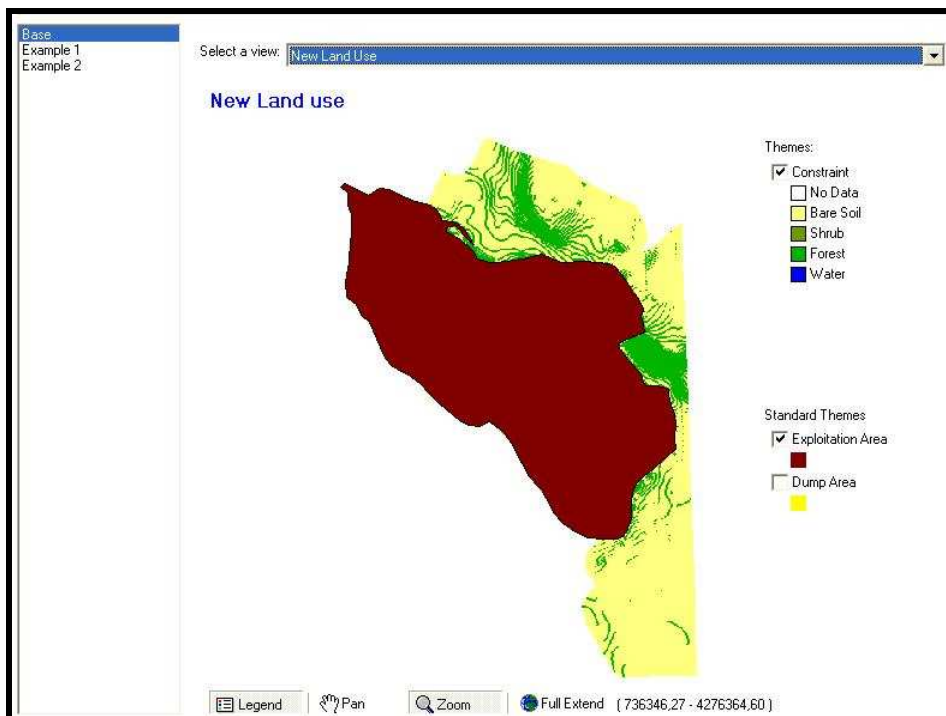 Base
Example 1
Example 2
Select a view: New Land Use
New Land use
Themes:
Constraint
No Data
Bare Soil
Shrub
Forest
Water
Standard Themes
Exploitation Area
Dump Area
Legend Pan Zoom Full Extend ( 736346,27 - 4276364,60 )